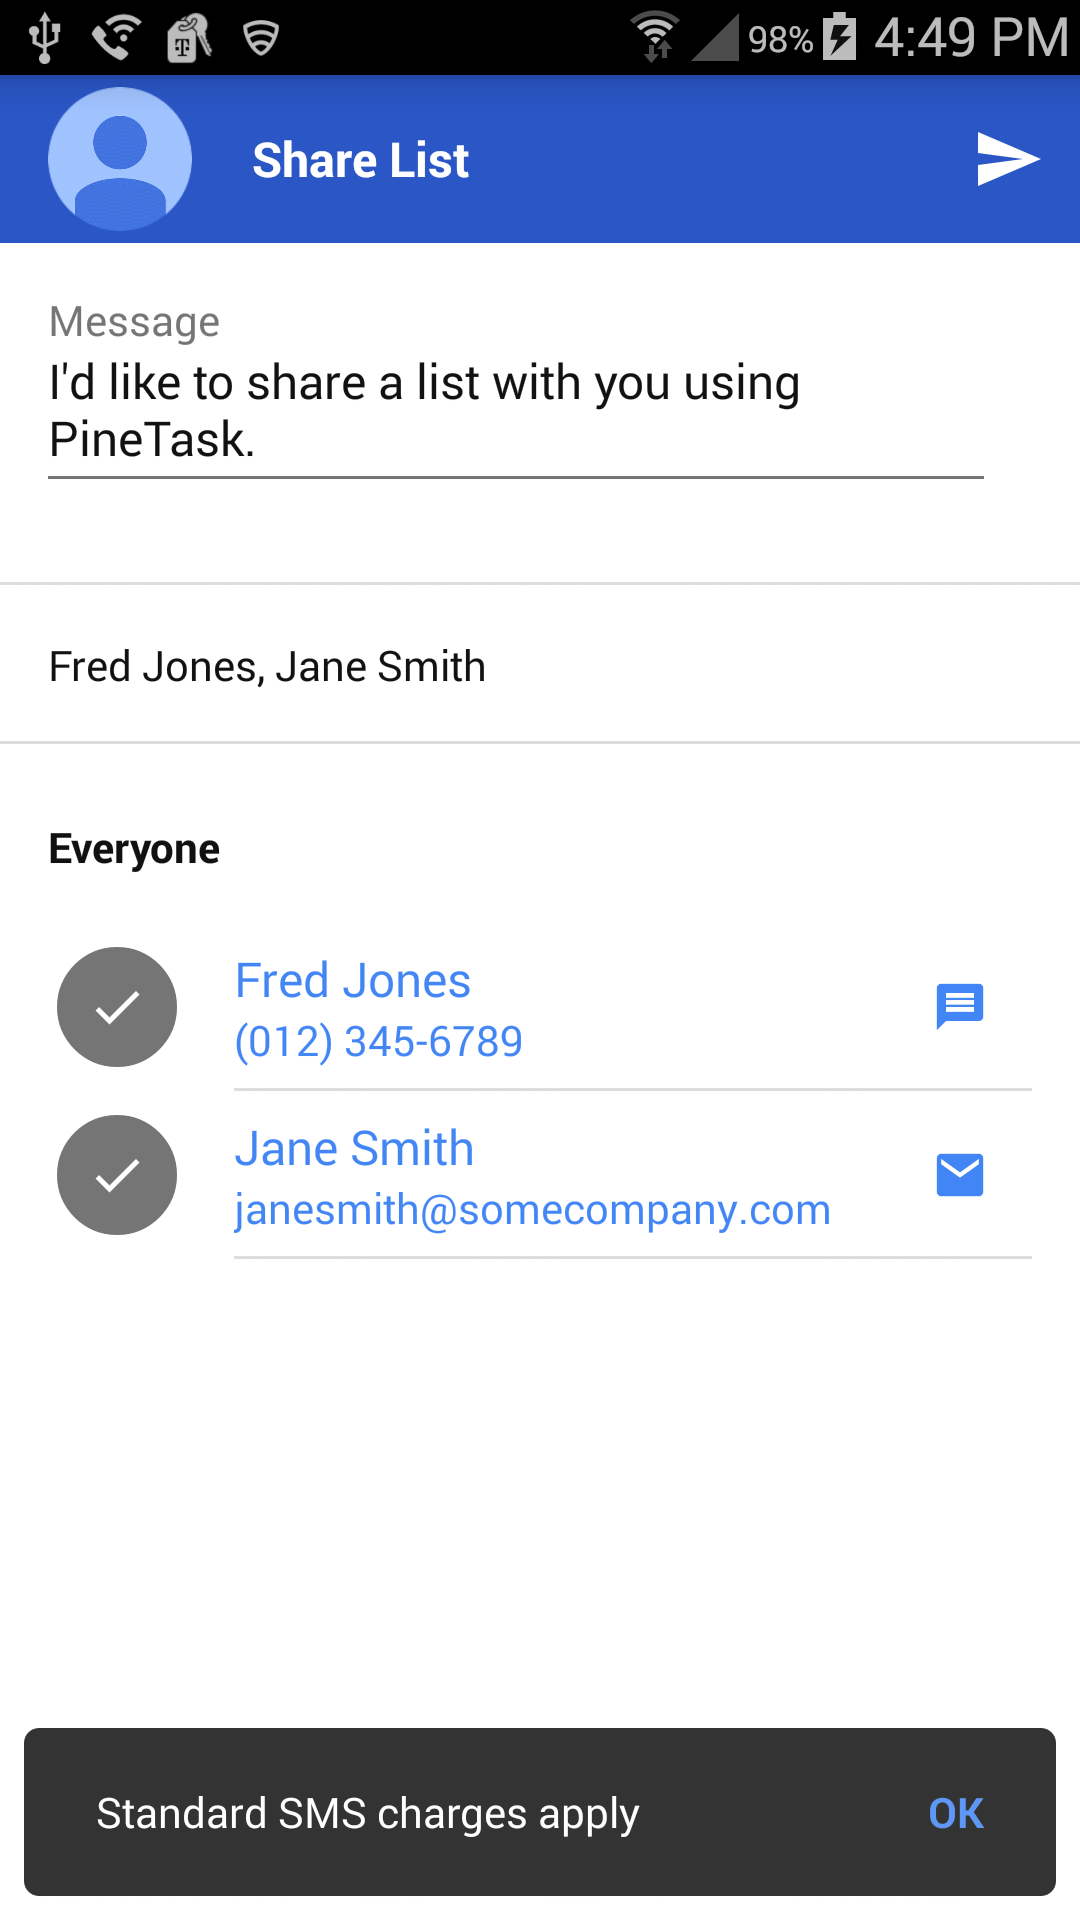 98% 4:49 PM
Share List
Message
I'd like to share a list with you using
PineTask.
Fred Jones, Jane Smith
Everyone
Fred Jones
(012) 345-6789
Jane Smith
janesmith@somecompany.com
Standard SMS charges apply OK